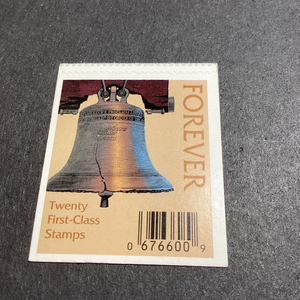 FOREVER
Twenty
First-Class
Stamps
0 676600 9